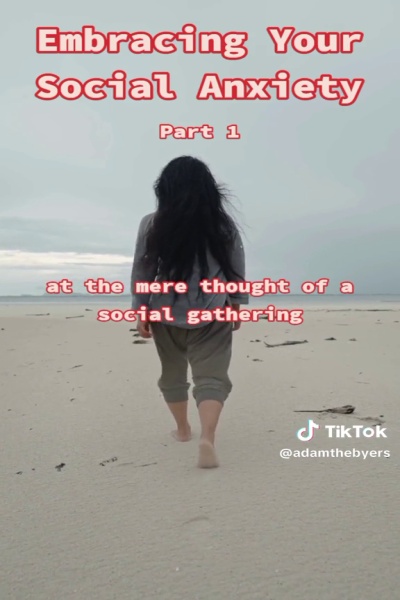 Embracing Your
Social Anxiety
Part 1
at the mere thought of a
social gathering
TikTok
@adamthebyers